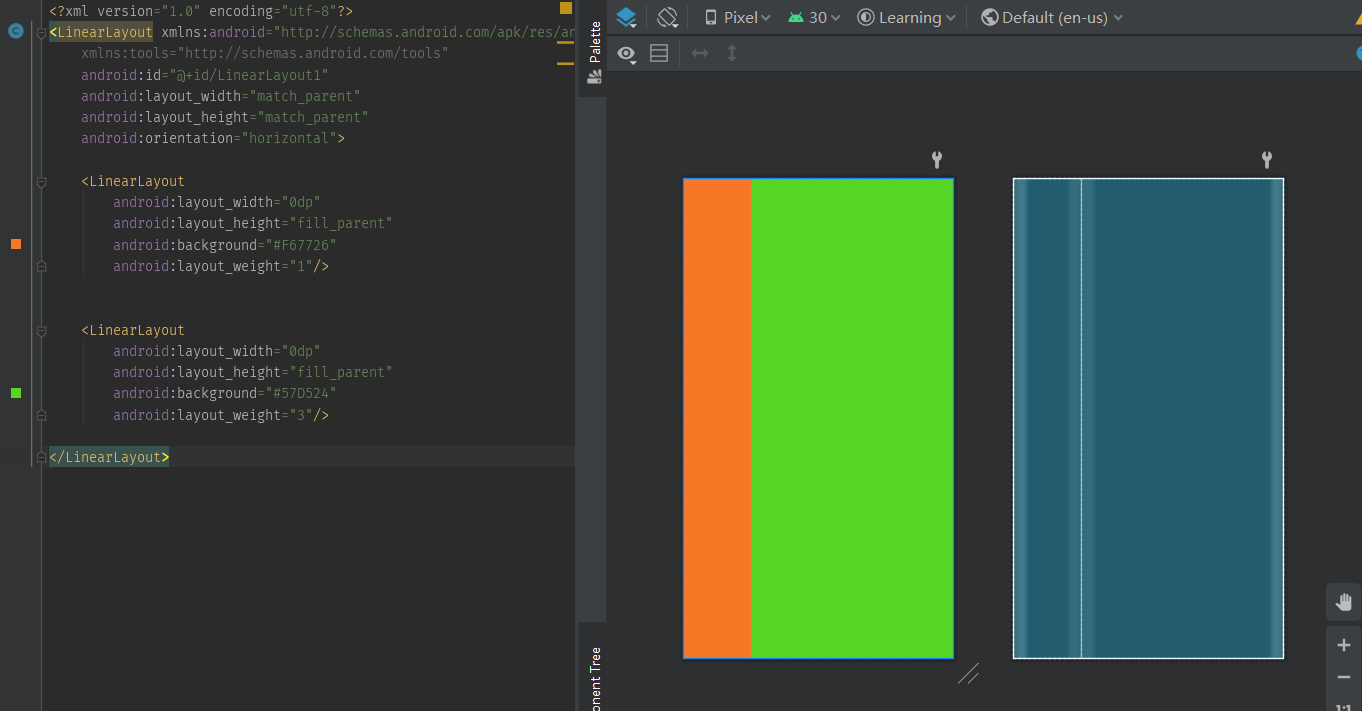 <?xml version="1.0" encoding="utf-8"?>
<LinearLayout xmlns:android="http://schemas.android.com/apk/res/an
xmlns:tools="http://schemas.android.com/tools"
android:id="@+id/LinearLayout1"
android:layout_width="match_parent"
android:layout_height="match_parent"
android:orientation="horizontal">
<LinearLayout
android:layout_width="0dp"
android:layout_height="fill_parent"
android:background="#F67726"
android:layout_weight="1"/>
<LinearLayout
android:layout_width="0dp"
android:layout_height="fill_parent"
android:background="#57D524"
android:layout_weight="3"/>
</LinearLayout>
C
Palette
onent Tree
Pixel
30
Learning
Default (en-us)
1:1